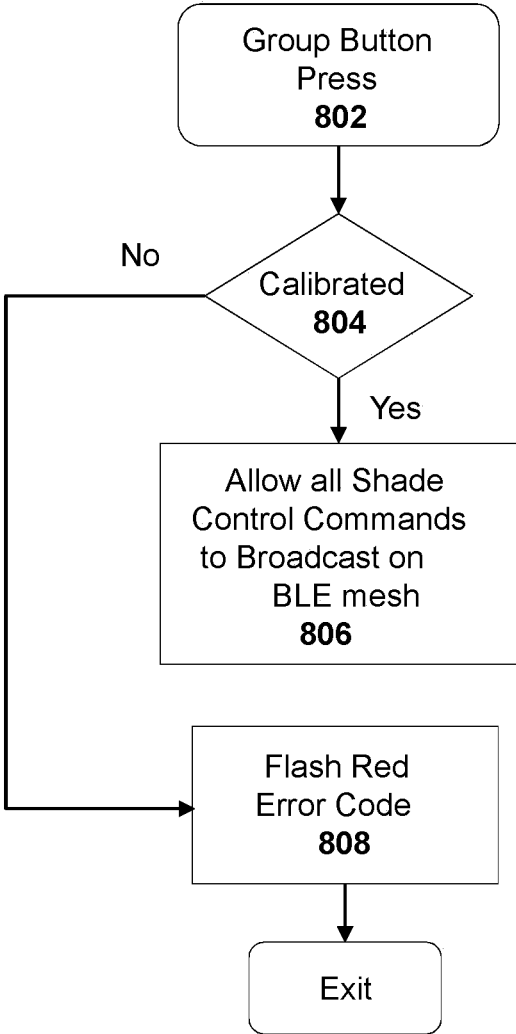 Group Button
Press
802
No
Calibrated
804
Yes
Allow all Shade
Control Commands
to Broadcast on
BLE mesh
806
Flash Red
Error Code
808
Exit